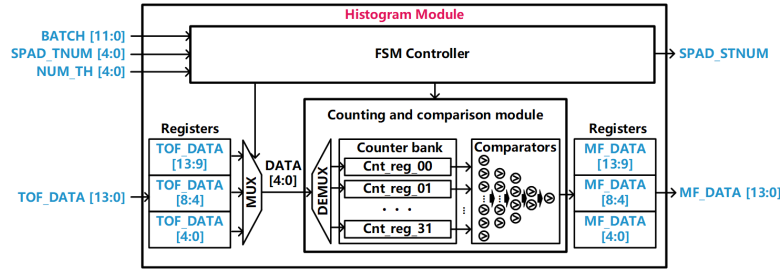 Histogram Module
BATCH [11:0]
SPAD_TNUM [4:0]
NUM_TH [4:0]
FSM Controller
SPAD_STNUM
Counting and comparison module
Registers
TOF_DATA
[13:9]
TOF_DATA
[8:4]
TOF_DATA
[4:0]
TOF_DATA [13:0]
MUX
DATA
[4:0]
DEMUX
Counter bank
Cnt_reg_00
Cnt_reg_01
• • •
Cnt_reg_31
Comparators
Registers
MF_DATA
[13:9]
MF_DATA
[8:4]
MF_DATA
[4:0]
MF_DATA [13:0]